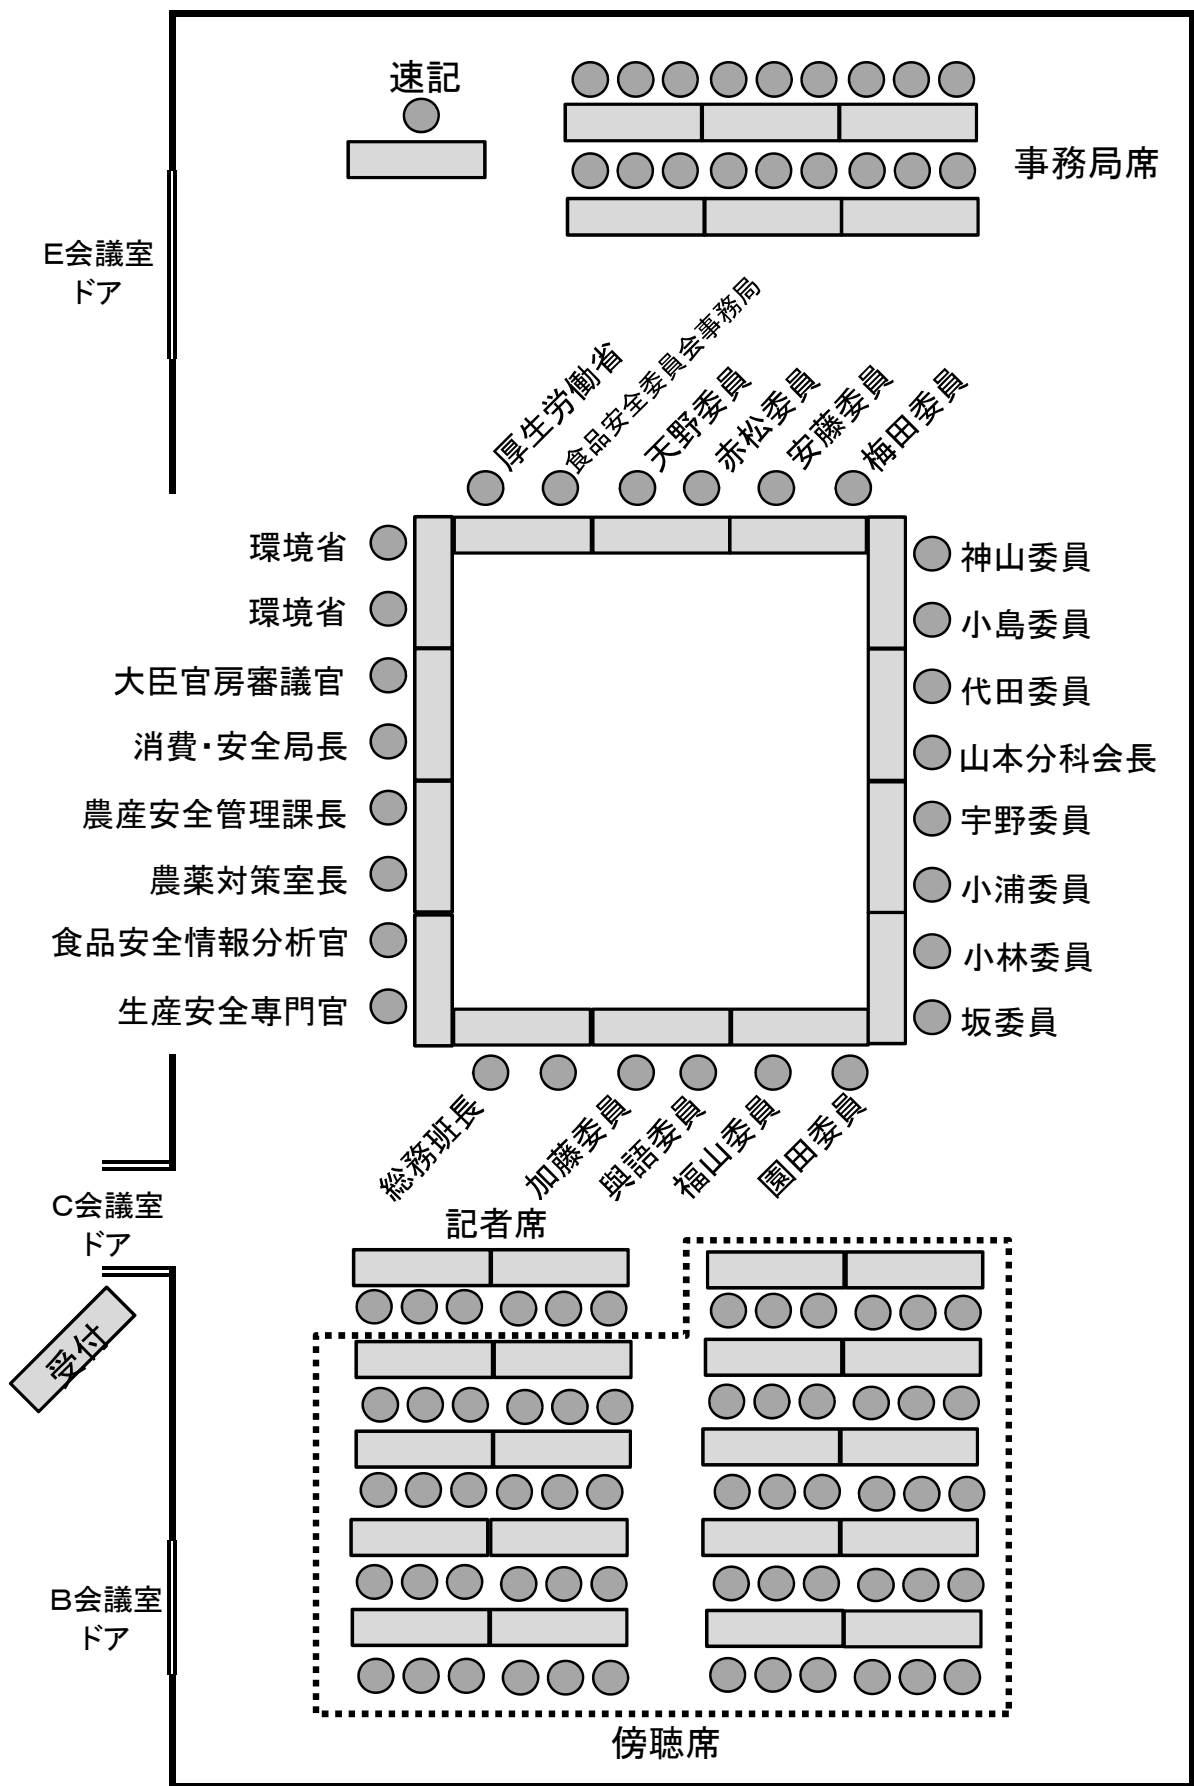 速記
事務局席
E会議室
ドア
厚生労働省
食品安全委員会事務局
天野委員
赤松委員
安藤委員
梅田委員
環境省
環境省
大臣官房審議官
消費・安全局長
農産安全管理課長
農薬対策室長
食品安全情報分析官
生産安全専門官
神山委員
小島委員
代田委員
山本分科会長
宇野委員
小浦委員
小林委員
坂委員
総務班長
加藤委員
與語委員
福山委員
園田委員
C会議室
ドア
記者席
受付
B会議室
ドア
傍聴席